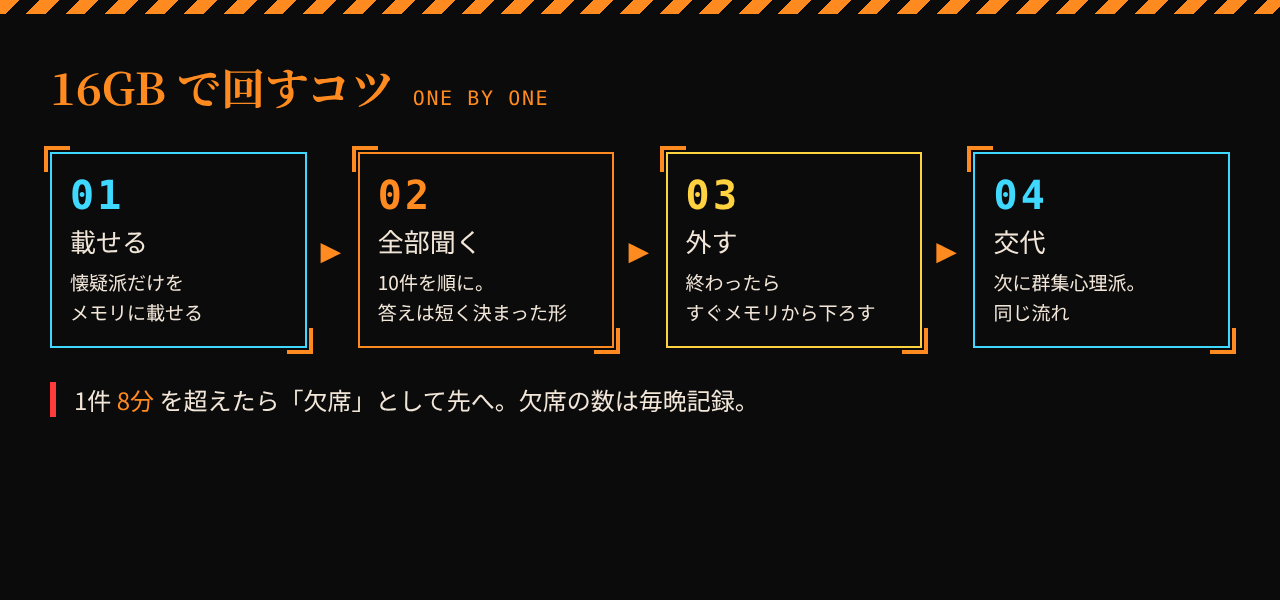 16GB で回すコツ ONE BY ONE
01
載せる
懐疑派だけを
メモリに載せる
▶
02
全部聞く
10件を順に。
答えは短く決まった形
▶
03
外す
終わったら
すぐメモリから下ろす
▶
04
交代
次に群集心理派。
同じ流れ
1件 8分 を超えたら「欠席」として先へ。欠席の数は毎晩記録。